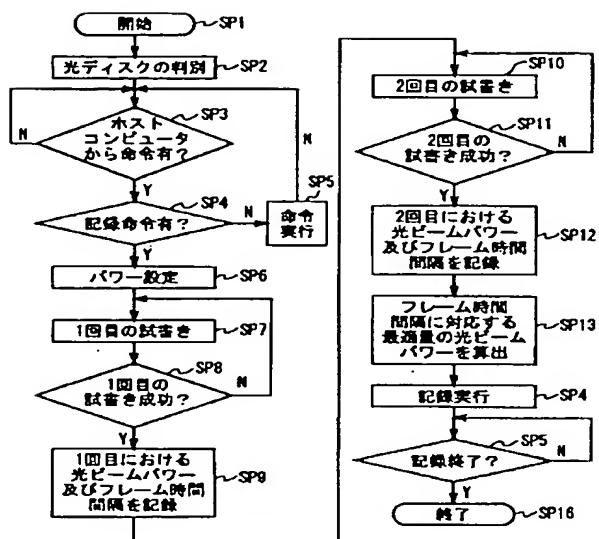 開始
SP1
光ディスクの判別
SP2
SP3
ホスト
コンピュータ
から命令有?
N
Y
N
SP4
記録命令有?
N
SP5
命令
実行
Y
パワー設定
SP6
1回目の試書き
SP7
SP8
1回目の
試書き成功?
N
Y
1回目における
光ビームパワー
及びフレーム時間
間隔を記録
SP9
SP10
2回目の試書き
SP11
2回目の
試書き成功?
N
Y
2回目における
光ビームパワー
及びフレーム時間
間隔を記録
SP12
フレーム時間
間隔に対応する
最適量の光ビーム
パワーを算出
SP13
記録実行
SP4
SP5
記録終了?
N
Y
終了
SP16